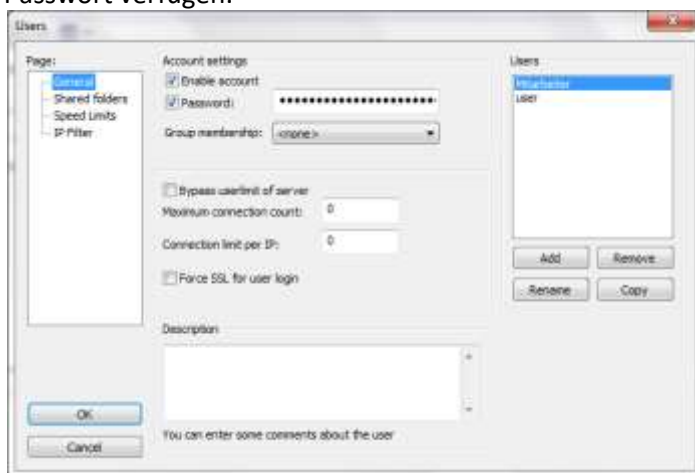 Passwort verfügen.
Users
Page:
General
Shared folders
Speed Limits
IP Filter
Account settings
Enable account
Password:
Group membership:
<none>
Bypass userlimit of server
Maximum connection count:
0
Connection limit per IP:
0
Force SSL for user login
Description
You can enter some comments about the user
OK
Cancel
Users
Mitarbeiter
user
Add
Remove
Rename
Copy